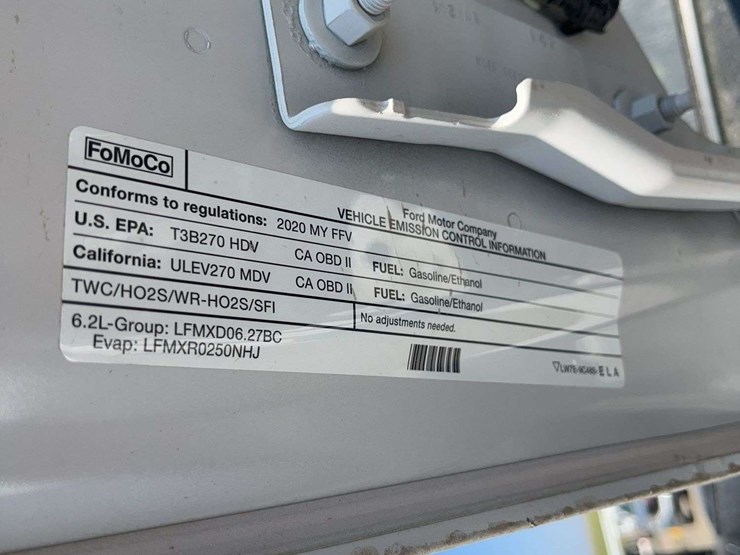 FoMoCo
Ford Motor Company
VEHICLE EMISSION CONTROL INFORMATION
Conforms to regulations: 2020 MY FFV
U.S. EPA: T3B270 HDV CA OBD II FUEL: Gasoline/Ethanol
California: ULEV270 MDV CA OBD II FUEL: Gasoline/Ethanol
TWC/HO2S/WR-HO2S/SFI No adjustments needed.
6.2L-Group: LFMXD06.27BC
Evap: LFMXR0250NHJ
ELA